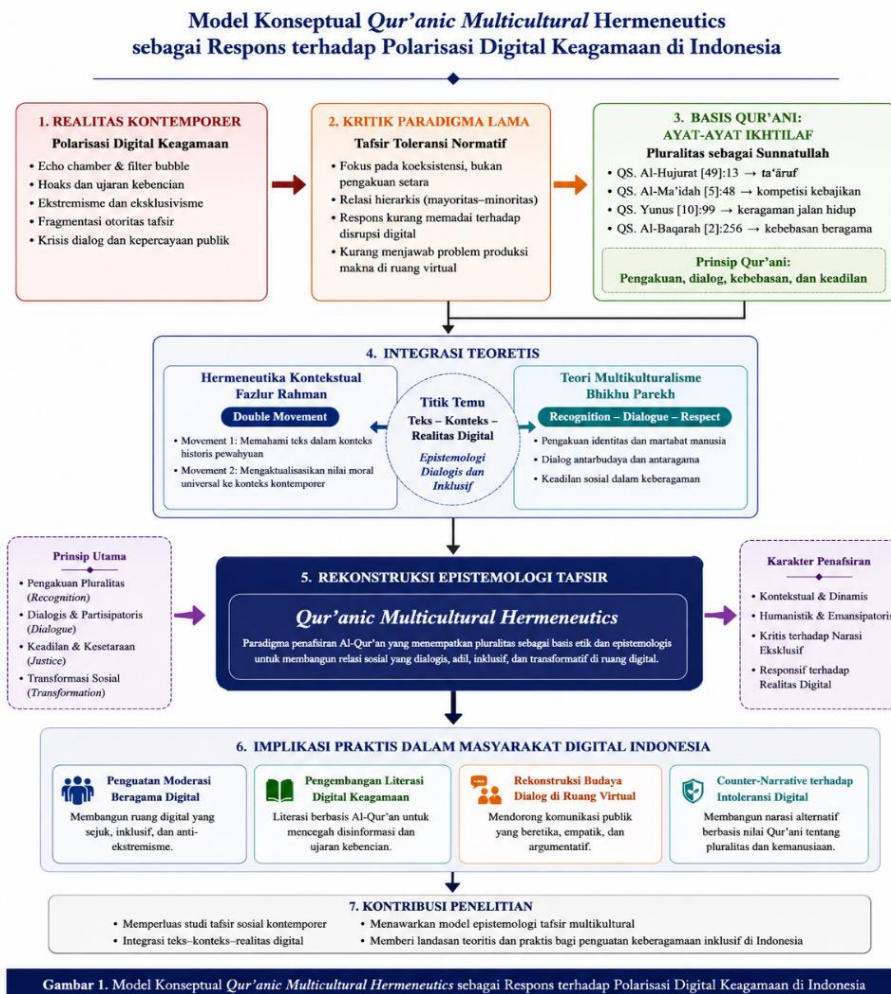 Model Konseptual Qur’anic Multicultural Hermeneutics
sebagai Respons terhadap Polarisasi Digital Keagamaan di Indonesia
1. REALITAS KONTEMPORER
Polarisasi Digital Keagamaan
• Echo chamber & filter bubble
• Hoaks dan ujaran kebencian
• Ekstremisme dan eksklusivisme
• Fragmentasi otoritas tafsir
• Krisis dialog dan kepercayaan publik
2. KRITIK PARADIGMA LAMA
Tafsir Toleransi Normatif
• Fokus pada koeksistensi, bukan
pengakuan setara
• Relasi hierarkis (mayoritas–minoritas)
• Respons kurang memadai terhadap
disrupsi digital
• Kurang menjawab problem produksi
makna di ruang virtual
3. BASIS QUR’ANI:
AYAT-AYAT IKHTILAF
Pluralitas sebagai Sunnatullah
• QS. Al-Hujurat [49]:13 → ta‘āruf
• QS. Al-Ma’idah [5]:48 → kompetisi kebajikan
• QS. Yunus [10]:99 → keragaman jalan hidup
• QS. Al-Baqarah [2]:256 → kebebasan beragama
Prinsip Qur’ani:
Pengakuan, dialog, kebebasan, dan keadilan
4. INTEGRASI TEORETIS
Hermeneutika Kontekstual
Fazlur Rahman
Double Movement
• Movement 1: Memahami teks dalam konteks
historis pewahyuan
• Movement 2: Mengaktualisasikan nilai moral
universal ke konteks kontemporer
Titik Temu
Teks – Konteks –
Realitas Digital
Epistemologi
Dialogis dan
Inklusif
Teori Multikulturalisme
Bhikhu Parekh
Recognition – Dialogue – Respect
• Pengakuan identitas dan martabat manusia
• Dialog antarbudaya dan antaragama
• Keadilan sosial dalam keberagaman
Prinsip Utama
• Pengakuan Pluralitas
(Recognition)
• Dialogis & Partisipatoris
(Dialogue)
• Keadilan & Kesetaraan
(Justice)
• Transformasi Sosial
(Transformation)
5. REKONSTRUKSI EPISTEMOLOGI TAFSIR
Qur’anic Multicultural Hermeneutics
Paradigma penafsiran Al-Qur’an yang menempatkan pluralitas sebagai basis etik dan epistemologis
untuk membangun relasi sosial yang dialogis, adil, inklusif, dan transformatif di ruang digital.
Karakter Penafsiran
• Kontekstual & Dinamis
• Humanistik & Emansipatoris
• Kritis terhadap Narasi
Eksklusif
• Responsif terhadap
Realitas Digital
6. IMPLIKASI PRAKTIS DALAM MASYARAKAT DIGITAL INDONESIA
Penguatan Moderasi
Beragama Digital
Membangun ruang digital yang
sejuk, inklusif, dan anti-
ekstremisme.
Pengembangan Literasi
Digital Keagamaan
Literasi berbasis Al-Qur’an untuk
mencegah disinformasi dan
ujaran kebencian.
Rekonstruksi Budaya
Dialog di Ruang Virtual
Mendorong komunikasi publik
yang beretika, empatik, dan
argumentatif.
Counter-Narrative terhadap
Intoleransi Digital
Membangun narasi alternatif
berbasis nilai Qur’ani tentang
pluralitas dan kemanusiaan.
7. KONTRIBUSI PENELITIAN
• Memperluas studi tafsir sosial kontemporer
• Integrasi teks–konteks–realitas digital
• Menawarkan model epistemologi tafsir multikultural
• Memberi landasan teoritis dan praktis bagi penguatan keberagamaan inklusif di Indonesia
Gambar 1. Model Konseptual Qur’anic Multicultural Hermeneutics sebagai Respons terhadap Polarisasi Digital Keagamaan di Indonesia